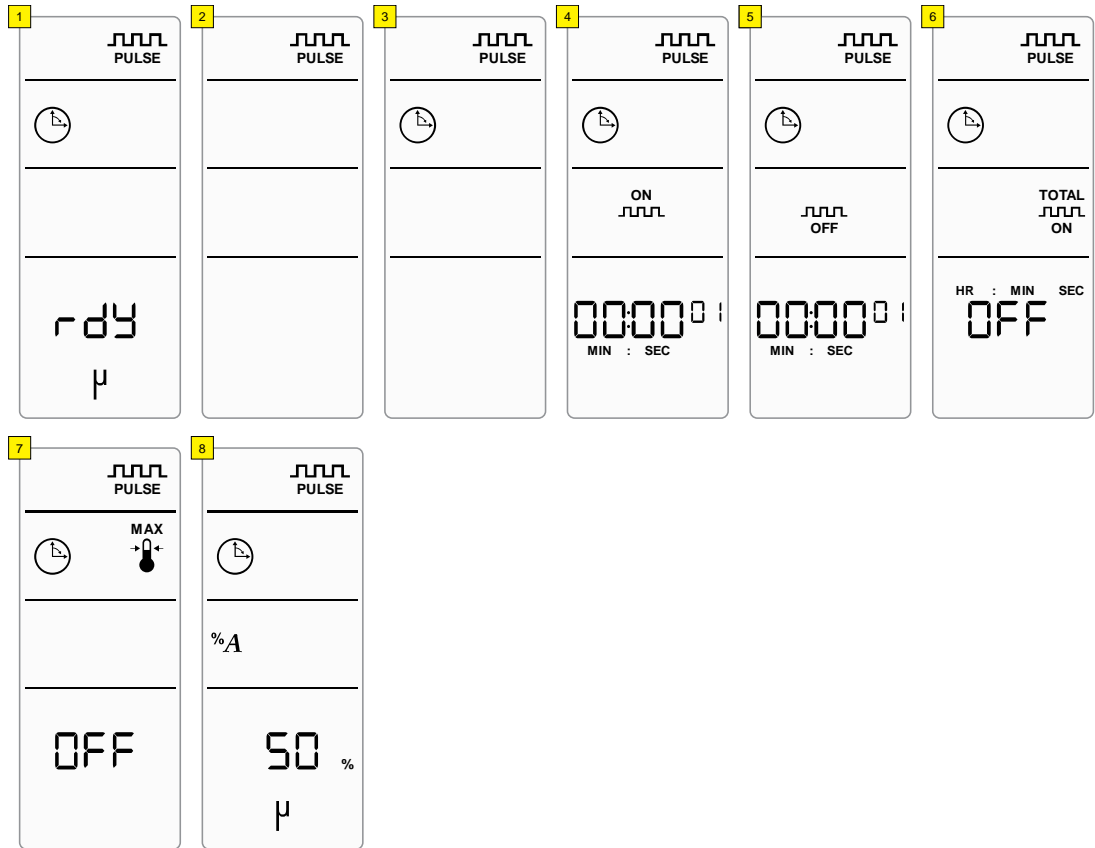 1 2 3 4 5 6
PULSE PULSE PULSE PULSE PULSE PULSE
ON TOTAL
OFF ON
HR : MIN SEC
rdY 00:00 01 00:00 01 OFF
MIN : SEC MIN : SEC
µ
7 8
PULSE PULSE
MAX
%A
OFF 50 %
µ